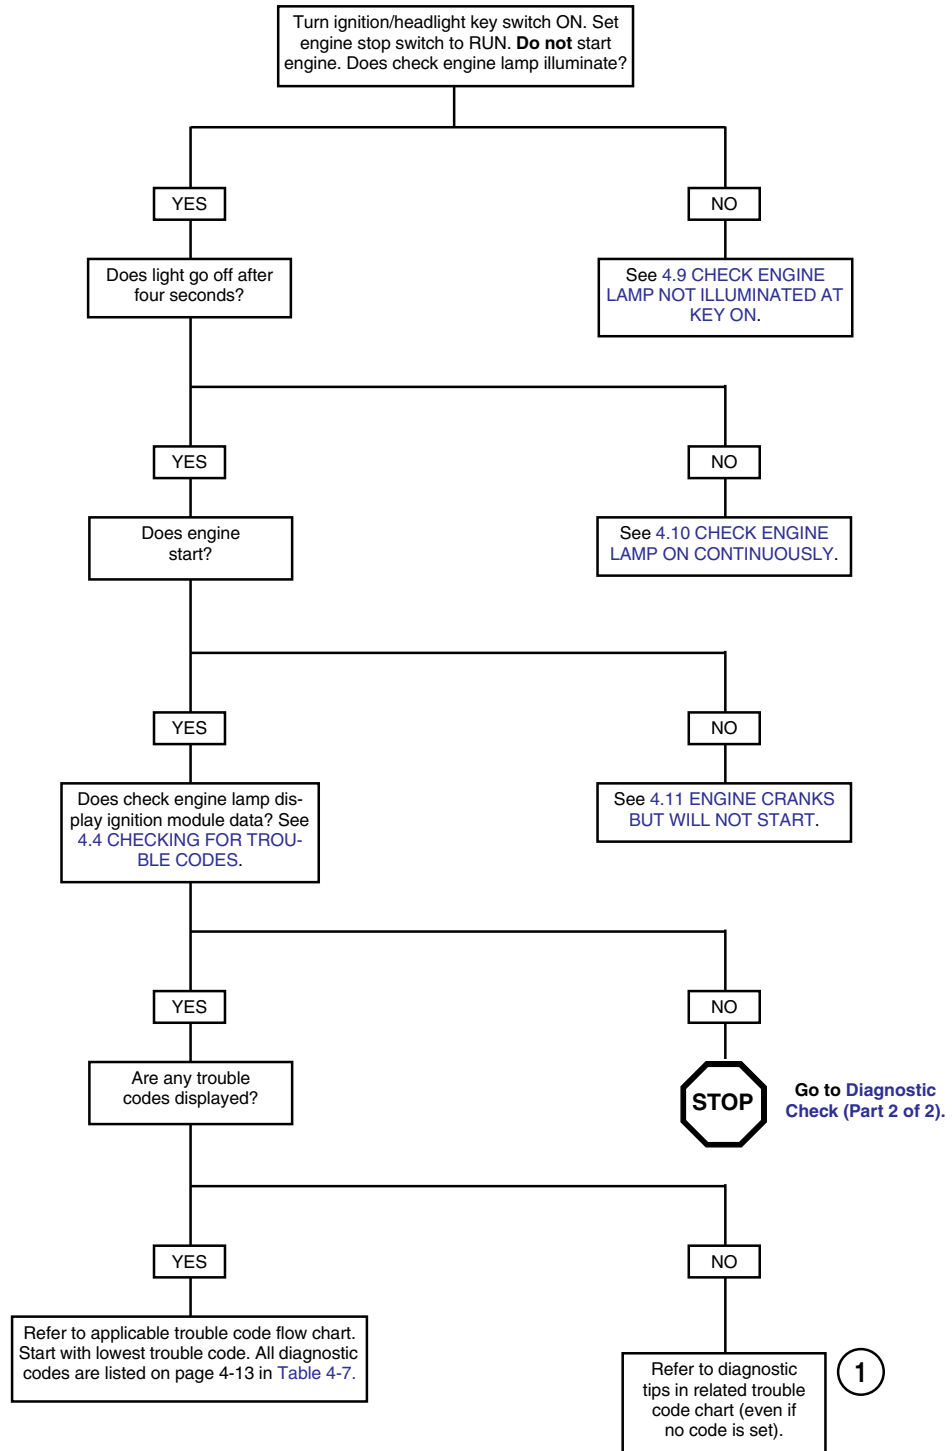 Turn ignition/headlight key switch ON. Set
engine stop switch to RUN. Do not start
engine. Does check engine lamp illuminate?
YES
NO
Does light go off after
four seconds?
See 4.9 CHECK ENGINE
LAMP NOT ILLUMINATED AT
KEY ON.
YES
NO
Does engine
start?
See 4.10 CHECK ENGINE
LAMP ON CONTINUOUSLY.
YES
NO
Does check engine lamp dis-
play ignition module data? See
4.4 CHECKING FOR TROU-
BLE CODES.
See 4.11 ENGINE CRANKS
BUT WILL NOT START.
YES
NO
Are any trouble
codes displayed?
STOP
Go to Diagnostic
Check (Part 2 of 2).
YES
NO
Refer to applicable trouble code flow chart.
Start with lowest trouble code. All diagnostic
codes are listed on page 4-13 in Table 4-7.
Refer to diagnostic
tips in related trouble
code chart (even if
no code is set).
1